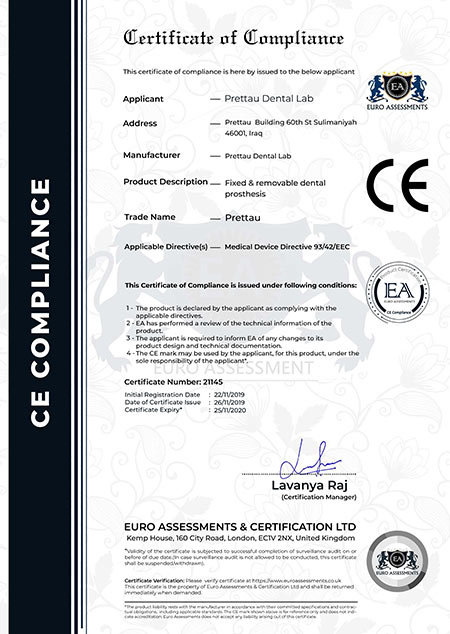 CE COMPLIANCE
Certificate of Compliance
This certificate of compliance is here by issued to the below applicant
EA
EURO ASSESSMENTS
Applicant — Prettau Dental Lab
Address — Prettau Building 60th St Sulimaniyah
46001, Iraq
Manufacturer — Prettau Dental Lab
CE
Product Description — Fixed & removable dental
prosthesis
Trade Name — Prettau
Applicable Directive(s) — Medical Device Directive 93/42/EEC
Product Certification
EA
EURO ASSESSMENTS
CE Compliance
This Certificate of Compliance is issued under following conditions:
1 - The product is declared by the applicant as complying with the
applicable directives.
2 - EA has performed a review of the technical information of the
product.
3 - The applicant is required to inform EA of any changes to its
product design and technical documentation.
4 - The CE mark may be used by the applicant, for this product, under the
sole responsibility of the applicant*.
EURO ASSESSMENT
Certificate Number: 21145
Initial Registration Date : 22/11/2019
Date of Certificate Issue : 26/11/2019
Certificate Expiry* : 25/11/2020
Lavanya Raj
(Certification Manager)
EURO ASSESSMENTS & CERTIFICATION LTD
Kemp House, 160 City Road, London, EC1V 2NX, United Kingdom
*Validity of the certificate is subjected to successful completion of surveillance audit on or
before of due date.(In case surveillance audit is not allowed to be conducted, this certificate
shall be suspended/withdrawn).
EA
EURO ASSESSMENTS
Certificate Verification: Please verify certificate at https://www.euroassessments.co.uk
This certificate is the property of Euro Assessments & Certification Ltd and shall be returned
immediately when demanded.
*The product liability rests with the manufacturer in accordance with their committed specifications and contract-
ual obligations, including applicable standards. The CE mark shown above is for reference only and does not indi-
cate accreditation. Euro Assessments does not accept any liability arising out of this certificate.